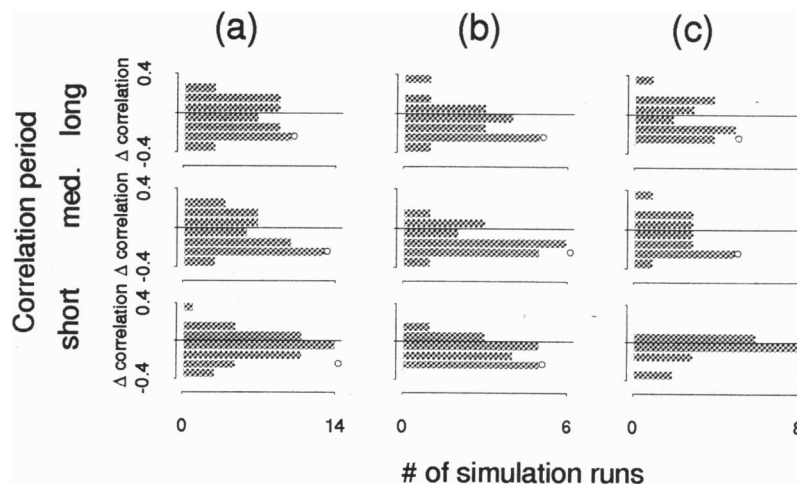 (a) (b) (c)
Correlation period
long
med.
short
Δ correlation
0.4
-0.4
Δ correlation
0.4
-0.4
Δ correlation
0.4
-0.4
0 14 0 6 0 8
# of simulation runs